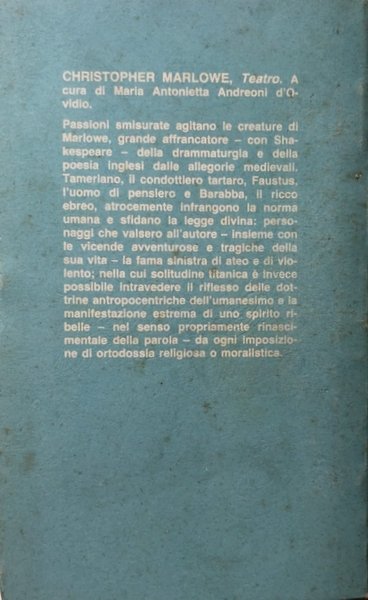 CHRISTOPHER MARLOWE, Teatro. A
cura di Maria Antonietta Andreoni d'O-
vidio.
Passioni smisurate agitano le creature di
Marlowe, grande affrancatore – con Sha-
kespeare – della drammaturgia e della
poesia inglesi dalle allegorie medievali.
Tamerlano, il condottiero tartaro, Faustus,
l'uomo di pensiero e Barabba, il ricco
ebreo, atrocemente infrangono la norma
umana e sfidano la legge divina: perso-
naggi che valsero all'autore – insieme con
le vicende avventurose e tragiche della
sua vita – la fama sinistra di ateo e di vio-
lento; nella cui solitudine titanica è invece
possibile intravedere il riflesso delle dot-
trine antropocentriche dell'umanesimo e la
manifestazione estrema di uno spirito ri-
belle – nel senso propriamente rinasci-
mentale della parola – da ogni imposizio-
ne di ortodossia religiosa o moralistica.